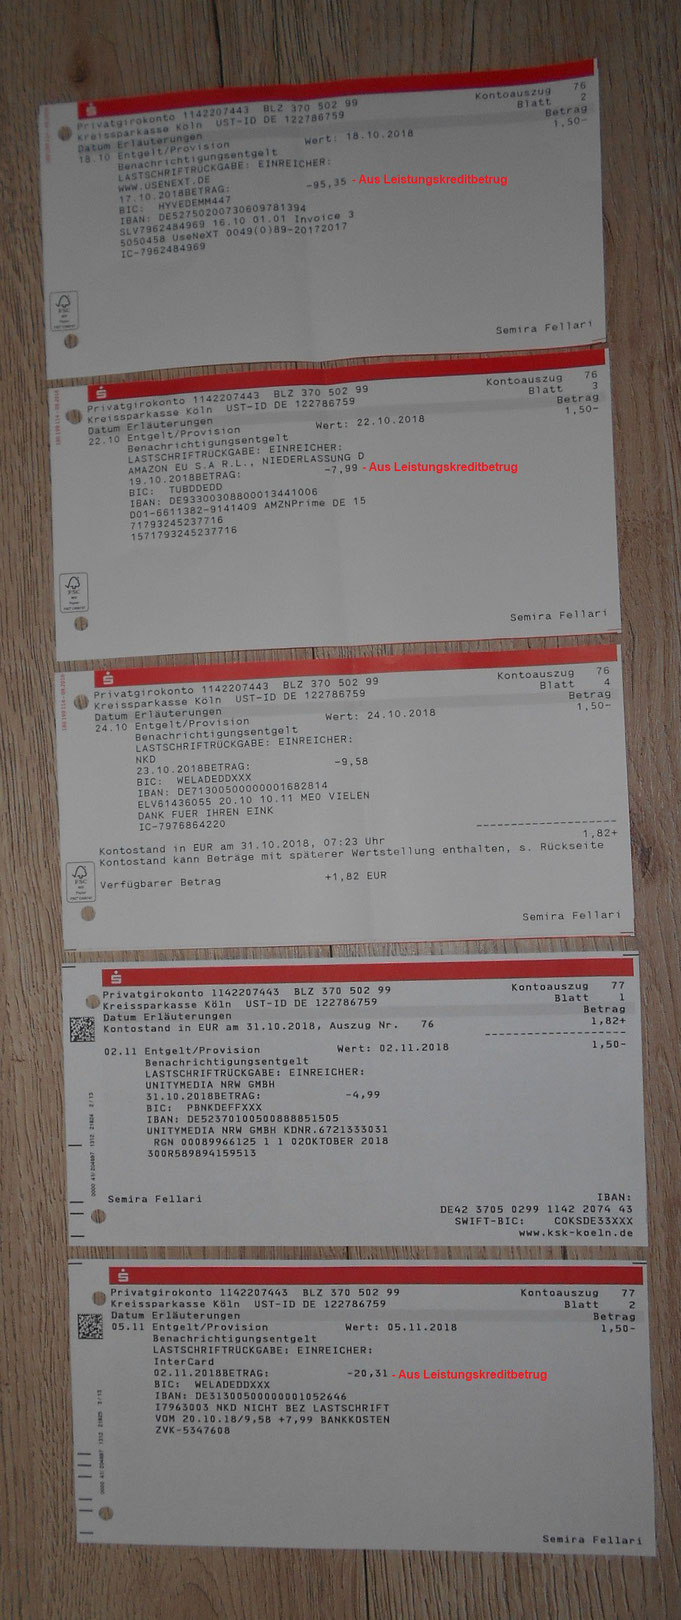 Privatgirokonto 1142207443 BLZ 370 502 99 Kontoauszug 76
Kreissparkasse Köln UST-ID DE 122786759 Blatt 2
Datum Erläuterungen Betrag
18.10 Entgelt/Provision Wert: 18.10.2018 1,50-
Benachrichtigungsentgelt
LASTSCHRIFTRÜCKGABE: EINREICHER:
WWW.USENEXT.DE
17.10.2018BETRAG: -95,35 - Aus Leistungskreditbetrug
BIC: HYVEDEMM447
IBAN: DE52750200730609781394
SLV7962484969 16.10 01.01 Invoice 3
5050458 UseNeXT 0049(0)89-20172017
IC-7962484969
Semira Fellari
Privatgirokonto 1142207443 BLZ 370 502 99 Kontoauszug 76
Kreissparkasse Köln UST-ID DE 122786759 Blatt 3
Datum Erläuterungen Betrag
22.10 Entgelt/Provision Wert: 22.10.2018 1,50-
Benachrichtigungsentgelt
LASTSCHRIFTRÜCKGABE: EINREICHER:
AMAZON EU S.A R.L., NIEDERLASSUNG D
19.10.2018BETRAG: -7,99 - Aus Leistungskreditbetrug
BIC: TUBDDEDD
IBAN: DE93300308800013441006
D01-6611382-9141409 AMZNPrime DE 15
71793245237716
1571793245237716
Semira Fellari
Privatgirokonto 1142207443 BLZ 370 502 99 Kontoauszug 76
Kreissparkasse Köln UST-ID DE 122786759 Blatt 4
Datum Erläuterungen Betrag
24.10 Entgelt/Provision Wert: 24.10.2018 1,50-
Benachrichtigungsentgelt
LASTSCHRIFTRÜCKGABE: EINREICHER:
NKD
23.10.2018BETRAG: -9,58
BIC: WELADEDDXXX
IBAN: DE71300500000001682814
ELV61436055 20.10 10.11 ME0 VIELEN
DANK FUER IHREN EINK
IC-7976864220
Kontostand in EUR am 31.10.2018, 07:23 Uhr 1,82+
Kontostand kann Beträge mit späterer Wertstellung enthalten, s. Rückseite
Verfügbarer Betrag +1,82 EUR
Semira Fellari
Privatgirokonto 1142207443 BLZ 370 502 99 Kontoauszug 77
Kreissparkasse Köln UST-ID DE 122786759 Blatt 1
Datum Erläuterungen Betrag
Kontostand in EUR am 31.10.2018, Auszug Nr. 76 1,82+
02.11 Entgelt/Provision Wert: 02.11.2018 1,50-
Benachrichtigungsentgelt
LASTSCHRIFTRÜCKGABE: EINREICHER:
UNITYMEDIA NRW GMBH
31.10.2018BETRAG: -4,99
BIC: PBNKDEFFXXX
IBAN: DE52370100500888851505
UNITYMEDIA NRW GMBH KDNR.6721333031
RGN 00089966125 1 1 02OKTOBER 2018
300R589894159513
Semira Fellari IBAN:
DE42 3705 0299 1142 2074 43
SWIFT-BIC: COKSDE33XXX
www.ksk-koeln.de
Privatgirokonto 1142207443 BLZ 370 502 99 Kontoauszug 77
Kreissparkasse Köln UST-ID DE 122786759 Blatt 2
Datum Erläuterungen Betrag
05.11 Entgelt/Provision Wert: 05.11.2018 1,50-
Benachrichtigungsentgelt
LASTSCHRIFTRÜCKGABE: EINREICHER:
InterCard
02.11.2018BETRAG: -20,31 - Aus Leistungskreditbetrug
BIC: WELADEDDXXX
IBAN: DE31300500000001052646
I7963003 NKD NICHT BEZ LASTSCHRIFT
VOM 20.10.18/9,58 +7,99 BANKKOSTEN
ZVK-5347608
Semira Fellari